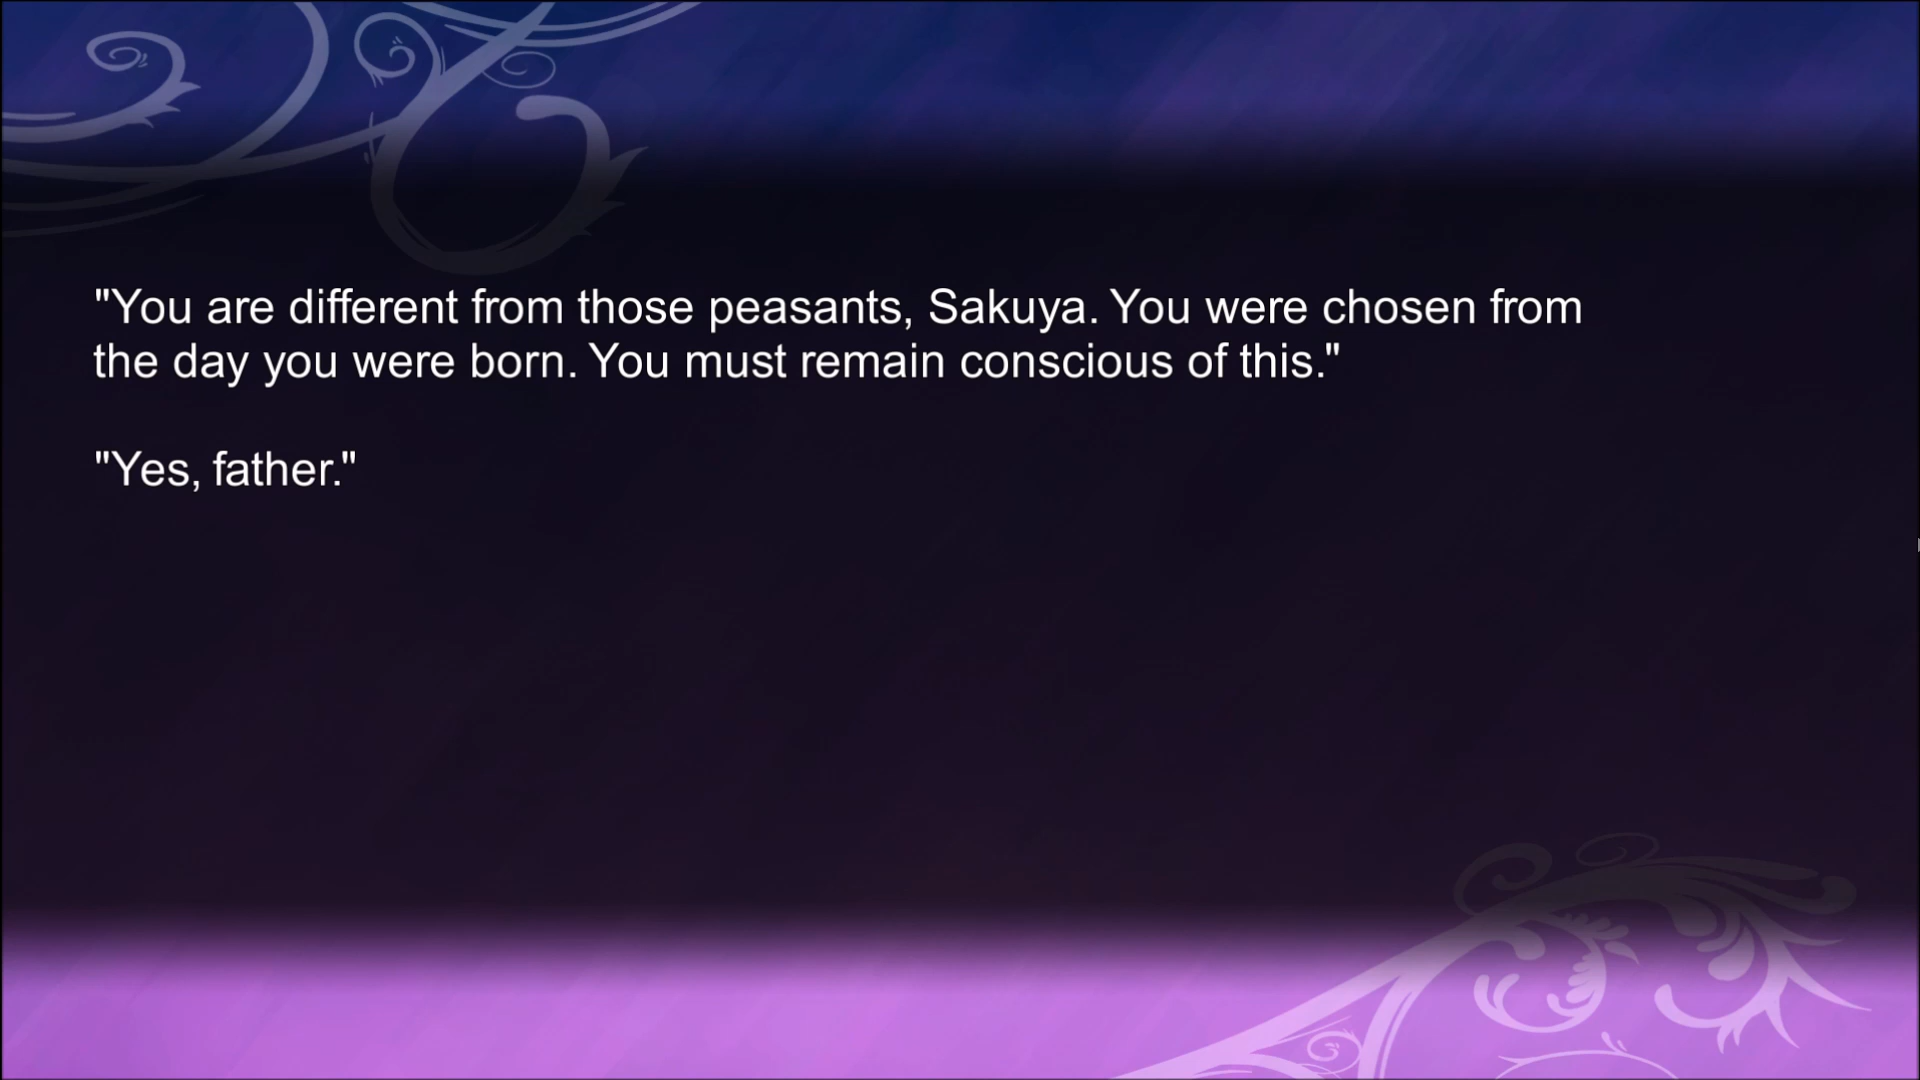 "You are different from those peasants, Sakuya. You were chosen from
the day you were born. You must remain conscious of this."
"Yes, father."